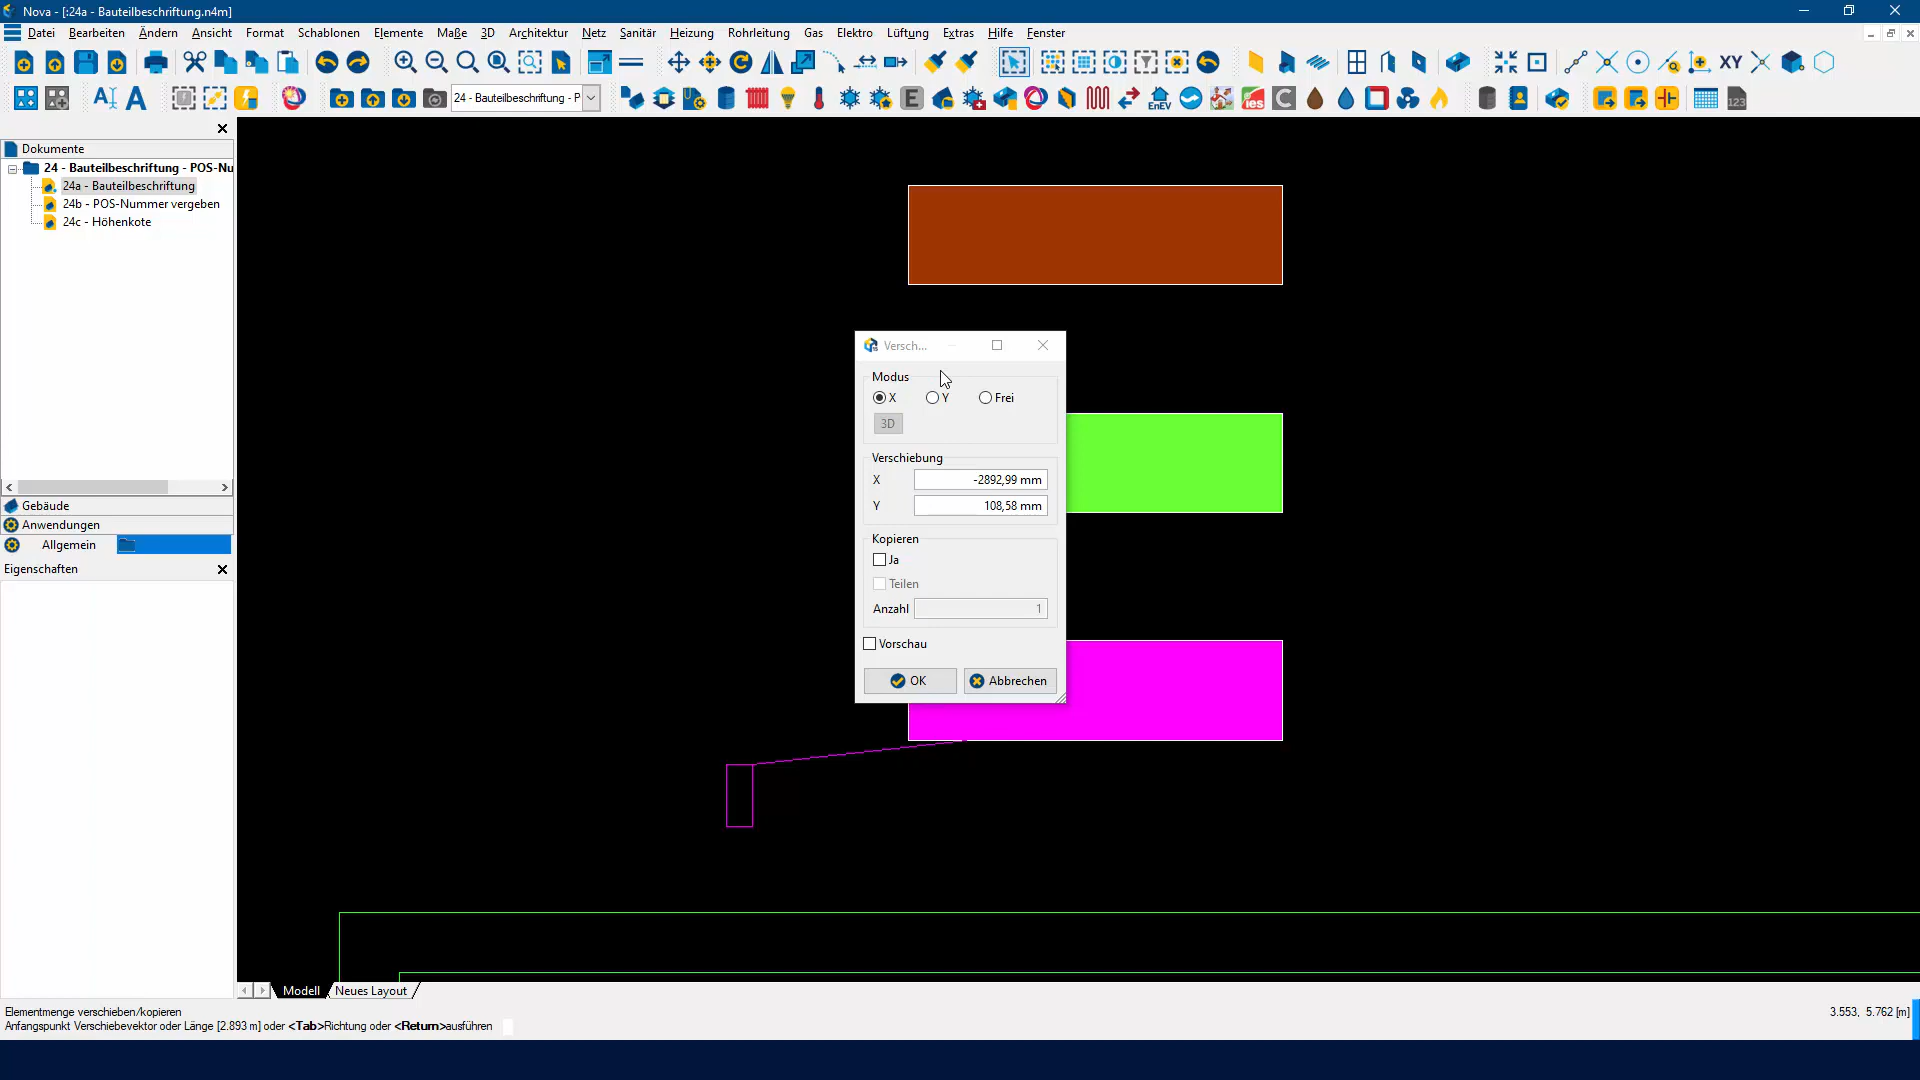 Nova - [:24a - Bauteilbeschriftung.n4m]
Datei Bearbeiten Ändern Ansicht Format Schablonen Elemente Maße 3D Architektur Netz Sanitär Heizung Rohrleitung Gas Elektro Lüftung Extras Hilfe Fenster
XY
24 - Bauteilbeschriftung - P
E
EnEV
ies
C
123
Dokumente
24 - Bauteilbeschriftung - POS-Nu
24a - Bauteilbeschriftung
24b - POS-Nummer vergeben
24c - Höhenkote
Gebäude
Anwendungen
Allgemein
Eigenschaften
Versch...
Modus
X Y Frei
3D
Verschiebung
X -2892,99 mm
Y 108,58 mm
Kopieren
Ja
Teilen
Anzahl 1
Vorschau
OK Abbrechen
Modell Neues Layout
Elementmenge verschieben/kopieren
Anfangspunkt Verschiebevektor oder Länge [2.893 m] oder <Tab>Richtung oder <Return>ausführen
3.553, 5.762 [m]